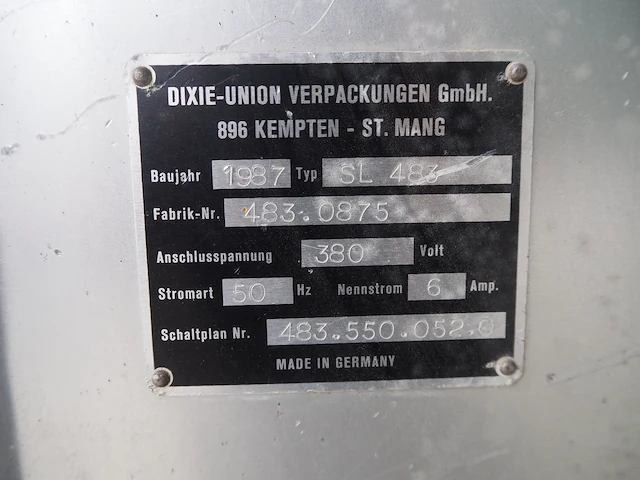 DIXIE-UNION VERPACKUNGEN GmbH.
896 KEMPTEN - ST. MANG
Baujahr 1987 Typ SL 483
Fabrik-Nr. 483.0875
Anschlusspannung 380 Volt
Stromart 50 Hz Nennstrom 6 Amp.
Schaltplan Nr. 483.550.052.0
MADE IN GERMANY